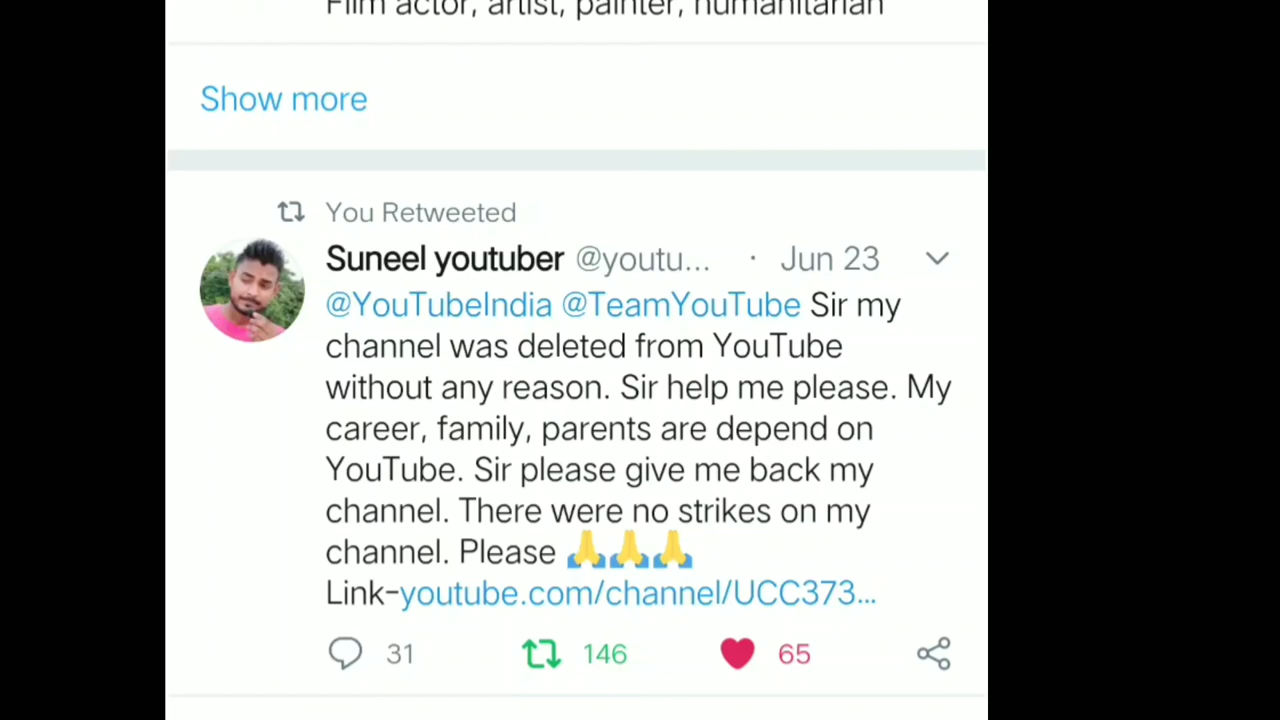 Film actor, artist, painter, humanitarian
Show more
You Retweeted
Suneel youtuber @youtu... · Jun 23
@YouTubeIndia @TeamYouTube Sir my
channel was deleted from YouTube
without any reason. Sir help me please. My
career, family, parents are depend on
YouTube. Sir please give me back my
channel. There were no strikes on my
channel. Please 🙏🙏🙏
Link-youtube.com/channel/UCC373...
31 146 65